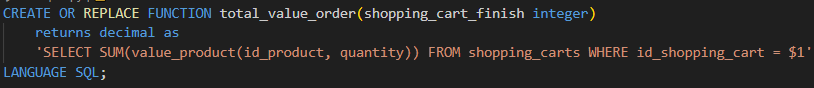 CREATE OR REPLACE FUNCTION total_value_order(shopping_cart_finish integer)
returns decimal as
'SELECT SUM(value_product(id_product, quantity)) FROM shopping_carts WHERE id_shopping_cart = $1'
LANGUAGE SQL;